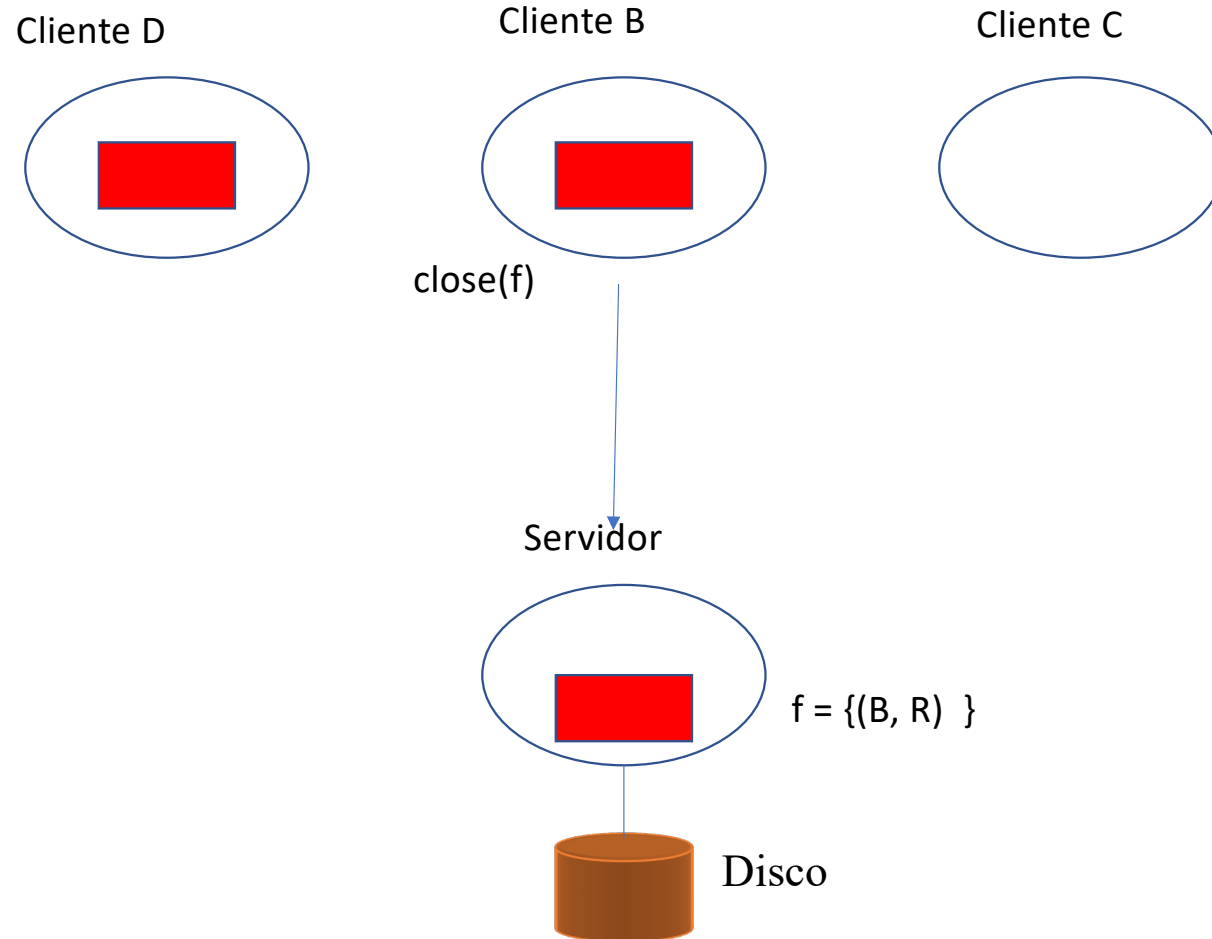 Cliente D
Cliente B
Cliente C
close(f)
Servidor
f = {(B, R)  }
Disco